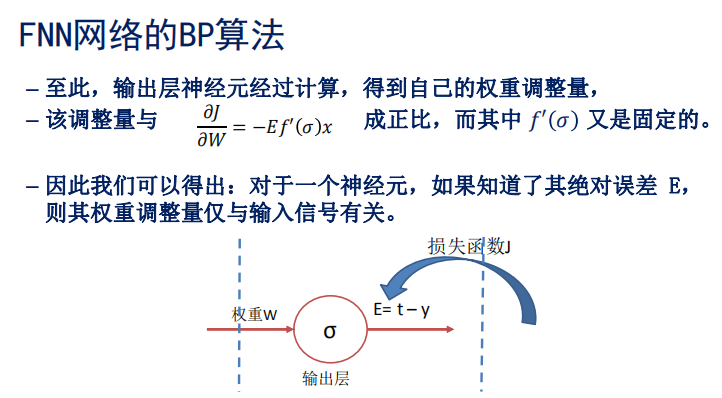 FNN网络的BP算法
– 至此，输出层神经元经过计算，得到自己的权重调整量，
– 该调整量与 ∂J/∂W = −Ef′(σ)x 成正比，而其中 f′(σ) 又是固定的。
– 因此我们可以得出：对于一个神经元，如果知道了其绝对误差 E，
则其权重调整量仅与输入信号有关。
损失函数J
权重W
E= t – y
σ
输出层